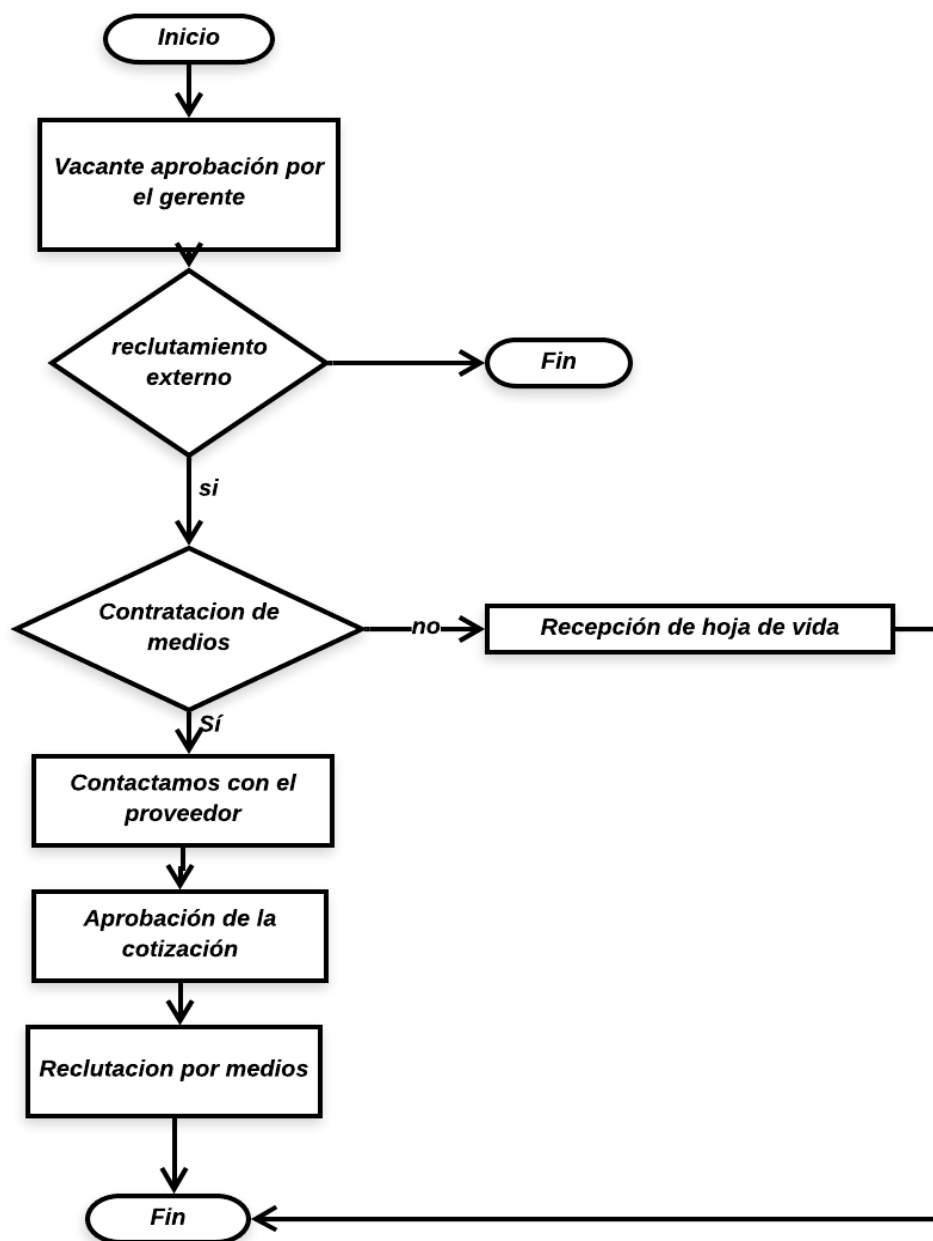 Inicio
Vacante aprobación por
el gerente
reclutamiento
externo
Fin
si
Contratacion de
medios
no
Recepción de hoja de vida
Sí
Contactamos con el
proveedor
Aprobación de la
cotización
Reclutacion por medios
Fin